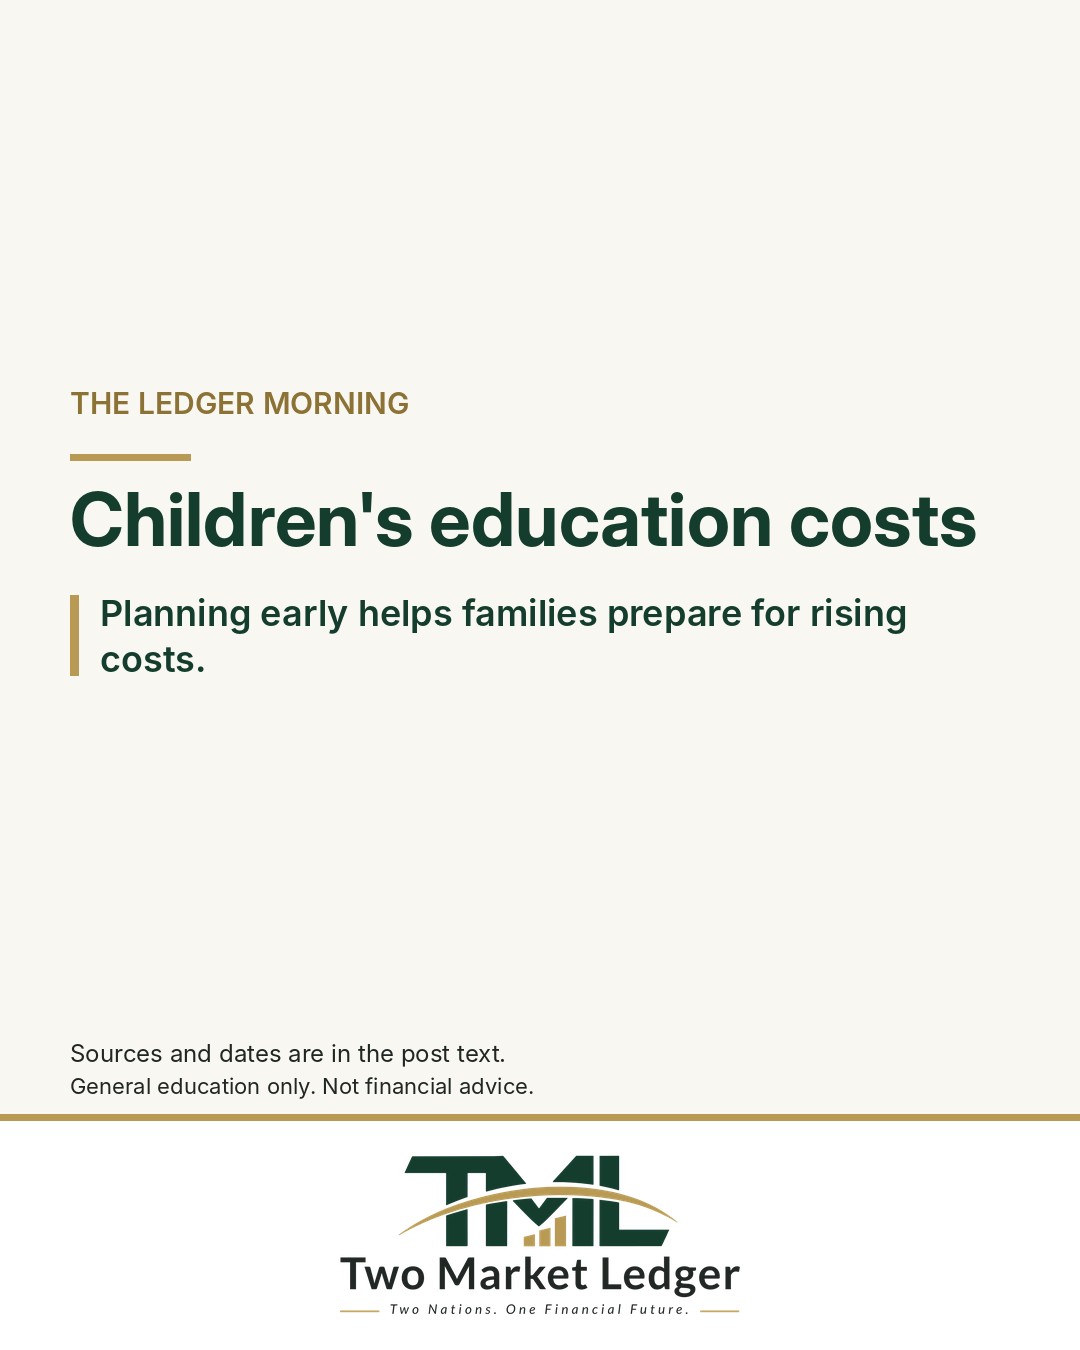 THE LEDGER MORNING
Children's education costs
Planning early helps families prepare for rising
costs.
Sources and dates are in the post text.
General education only. Not financial advice.
TML
Two Market Ledger
Two Nations. One Financial Future.